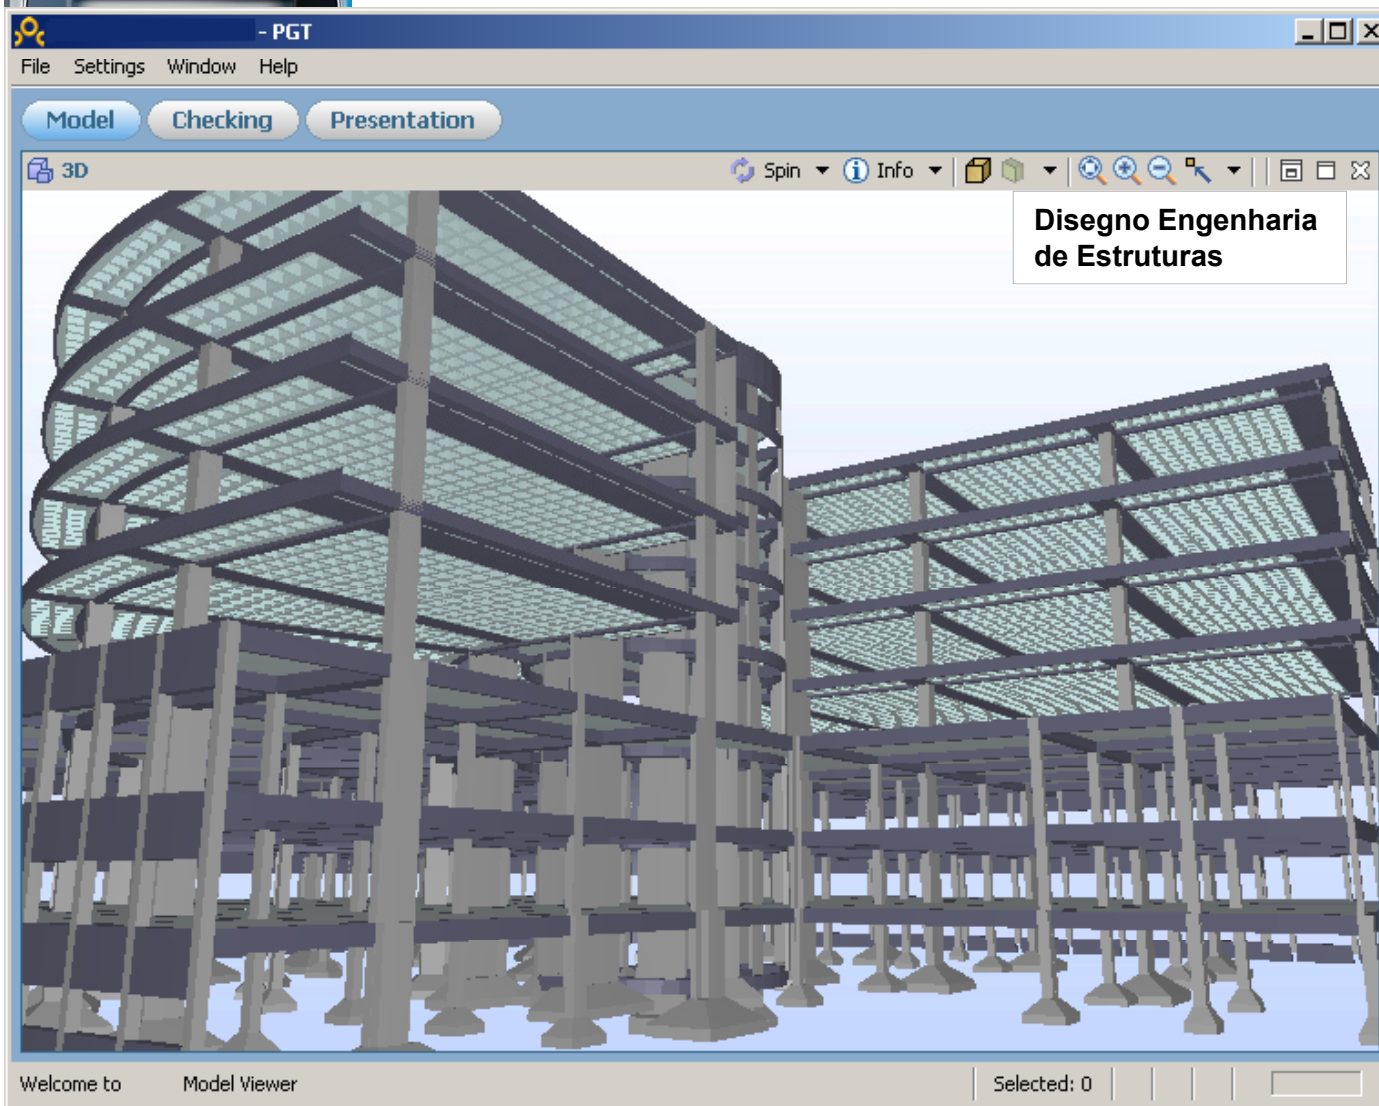 - PGT
File Settings Window Help
Model Checking Presentation
3D Spin Info
Disegno Engenharia
de Estruturas
Welcome to Model Viewer
Selected: 0